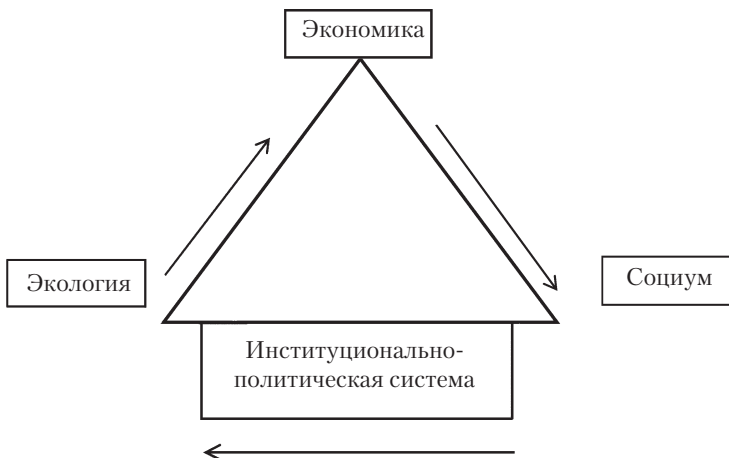 Экономика
Экология
Социум
Институционально-
политическая система